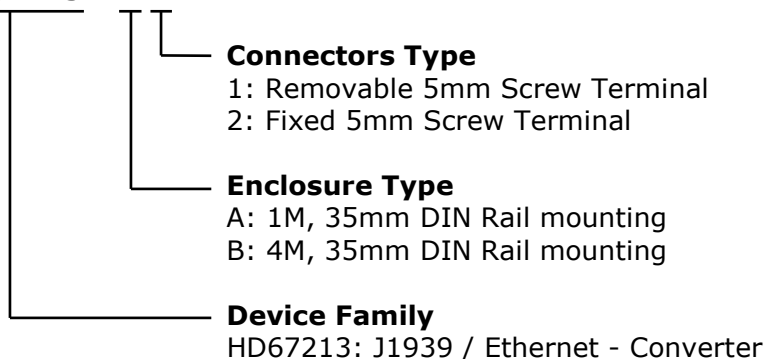 Connectors Type
1: Removable 5mm Screw Terminal
2: Fixed 5mm Screw Terminal
Enclosure Type
A: 1M, 35mm DIN Rail mounting
B: 4M, 35mm DIN Rail mounting
Device Family
HD67213: J1939 / Ethernet - Converter